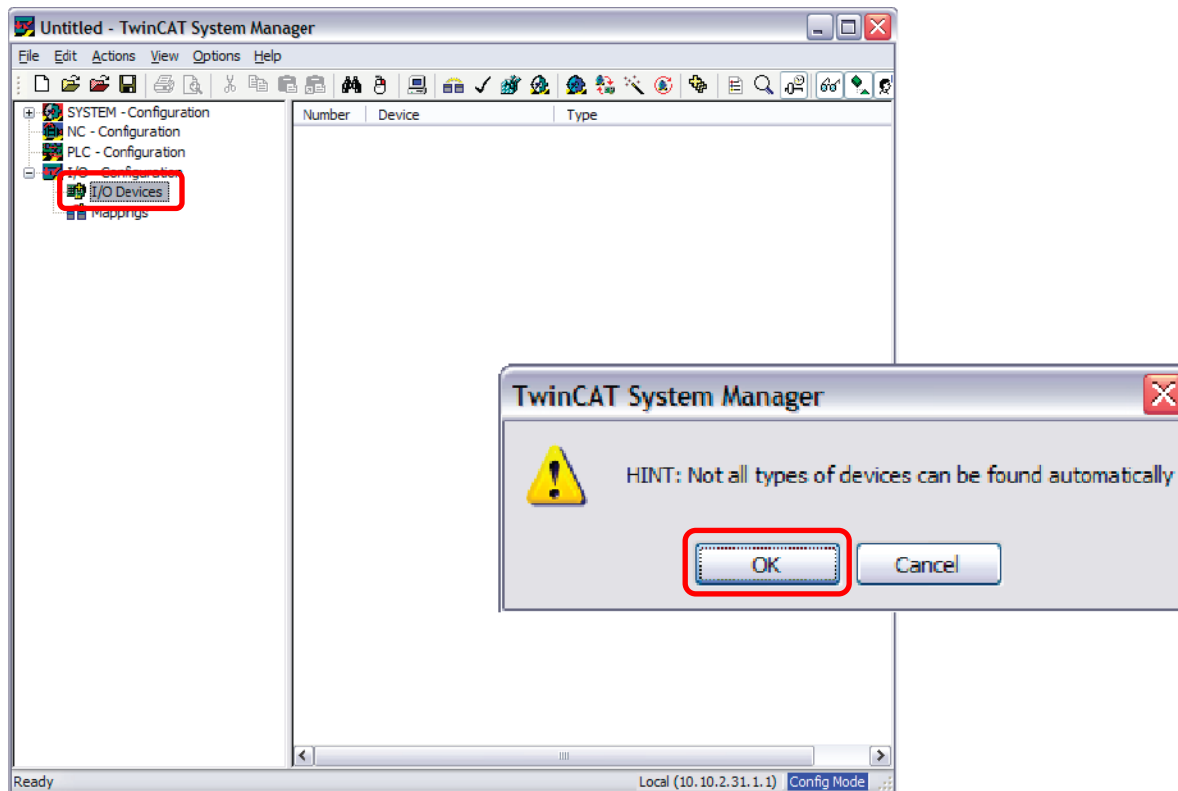 Untitled - TwinCAT System Manager
File Edit Actions View Options Help
SYSTEM - Configuration
NC - Configuration
PLC - Configuration
I/O - Configuration
I/O Devices
Mappings
Number Device Type
TwinCAT System Manager
HINT: Not all types of devices can be found automatically
OK Cancel
Ready Local (10.10.2.31.1.1) Config Mode